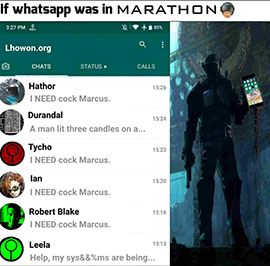 If whatsapp was in MARATHON
3:27 PM
Lhowon.org
CHATS STATUS • CALLS
Hathor 15:26
I NEED cock Marcus.
Durandal 15:24
A man lit three candles on a...
Tycho 15:23
I NEED cock Marcus.
Ian 15:20
I NEED cock Marcus.
Robert Blake 15:16
I NEED cock Marcus.
Leela 15:13
Help, my sys&&%ms are being...